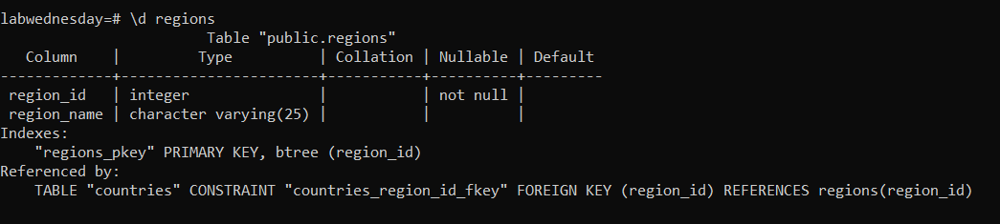 labwednesday=# \d regions
                        Table "public.regions"
   Column    |         Type          | Collation | Nullable | Default
-------------+-----------------------+-----------+----------+---------
 region_id   | integer               |           | not null |
 region_name | character varying(25) |           |          |
Indexes:
    "regions_pkey" PRIMARY KEY, btree (region_id)
Referenced by:
    TABLE "countries" CONSTRAINT "countries_region_id_fkey" FOREIGN KEY (region_id) REFERENCES regions(region_id)